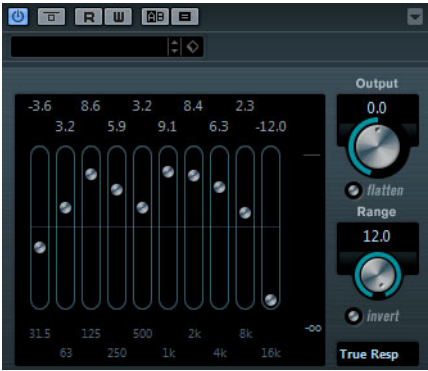 R W AB
Output
-3.6 8.6 3.2 8.4 2.3
0.0
3.2 5.9 9.1 6.3 -12.0
flatten
Range
12.0
invert
-∞
31.5 125 500 2k 8k
63 250 1k 4k 16k
True Resp